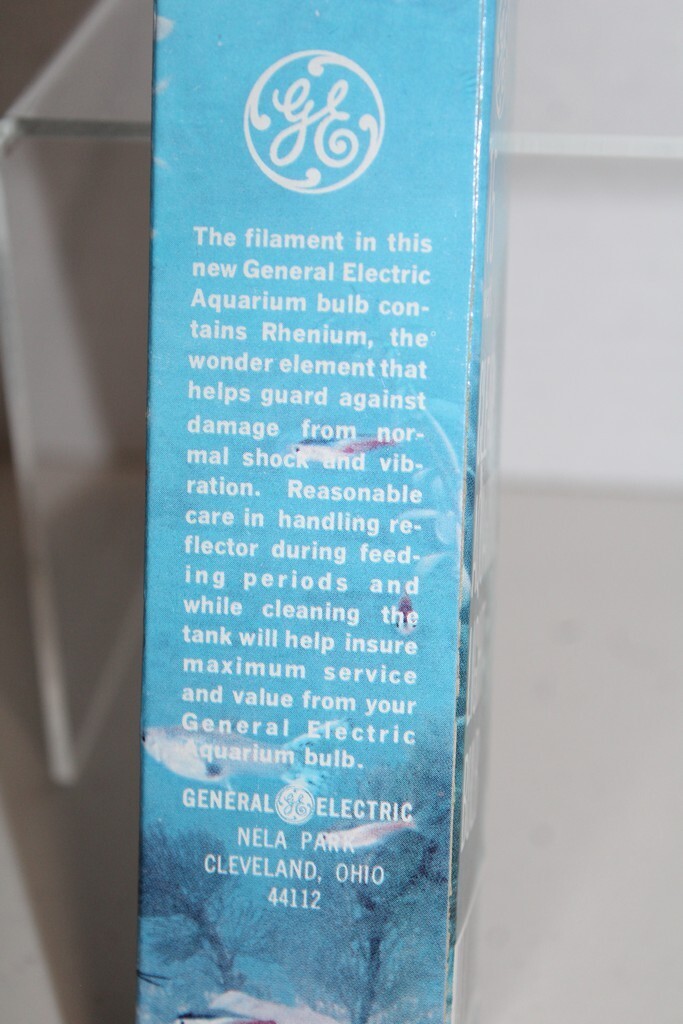 GE
The filament in this
new General Electric
Aquarium bulb con-
tains Rhenium, the
wonder element that
helps guard against
damage from nor-
mal shock and vib-
ration. Reasonable
care in handling re-
flector during feed-
ing periods and
while cleaning the
tank will help insure
maximum service
and value from your
General Electric
Aquarium bulb.
GENERAL GE ELECTRIC
NELA PARK
CLEVELAND, OHIO
44112